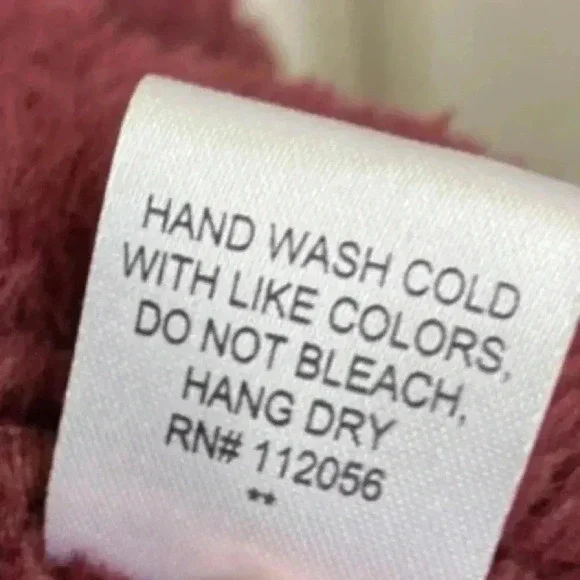 HAND WASH COLD
WITH LIKE COLORS,
DO NOT BLEACH,
HANG DRY
RN# 112056
**